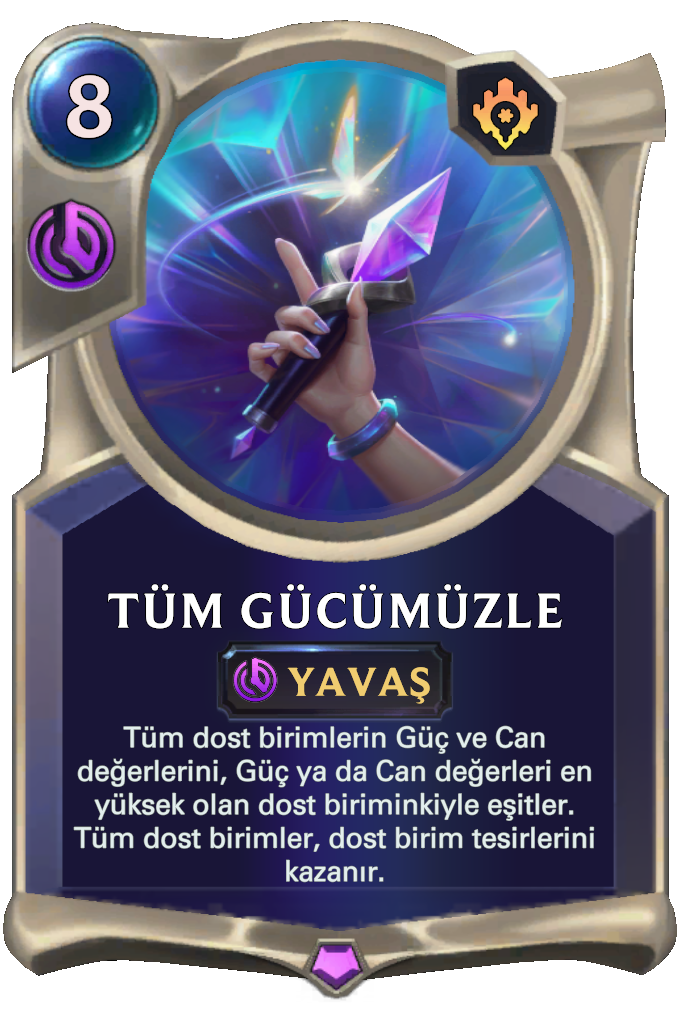 8
TÜM GÜCÜMÜZLE
YAVAŞ
Tüm dost birimlerin Güç ve Can
değerlerini, Güç ya da Can değerleri en
yüksek olan dost biriminkiyle eşitler.
Tüm dost birimler, dost birim tesirlerini
kazanır.